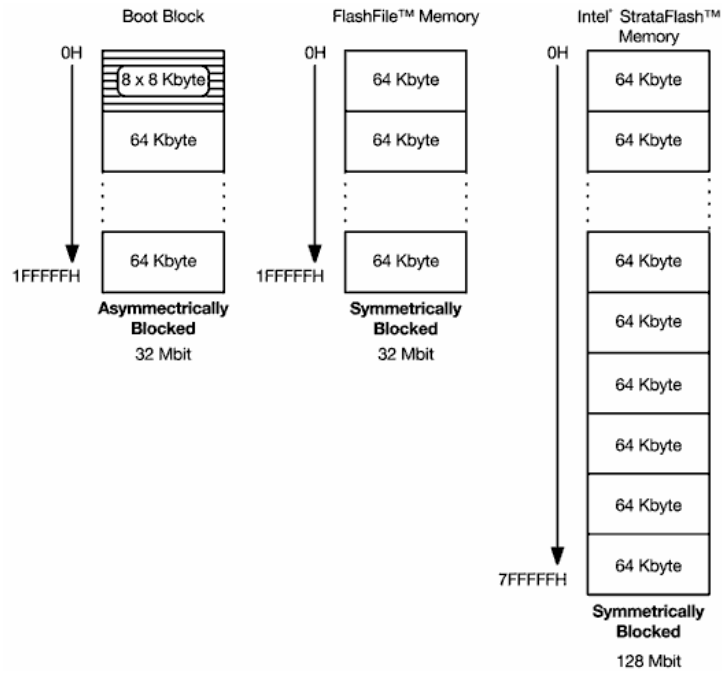 Boot Block
0H
8 x 8 Kbyte
64 Kbyte
64 Kbyte
1FFFFFH
Asymmectrically
Blocked
32 Mbit
FlashFile™ Memory
0H
64 Kbyte
64 Kbyte
64 Kbyte
1FFFFFH
Symmetrically
Blocked
32 Mbit
Intel® StrataFlash™
Memory
0H
64 Kbyte
64 Kbyte
64 Kbyte
64 Kbyte
64 Kbyte
64 Kbyte
64 Kbyte
64 Kbyte
7FFFFFH
Symmetrically
Blocked
128 Mbit